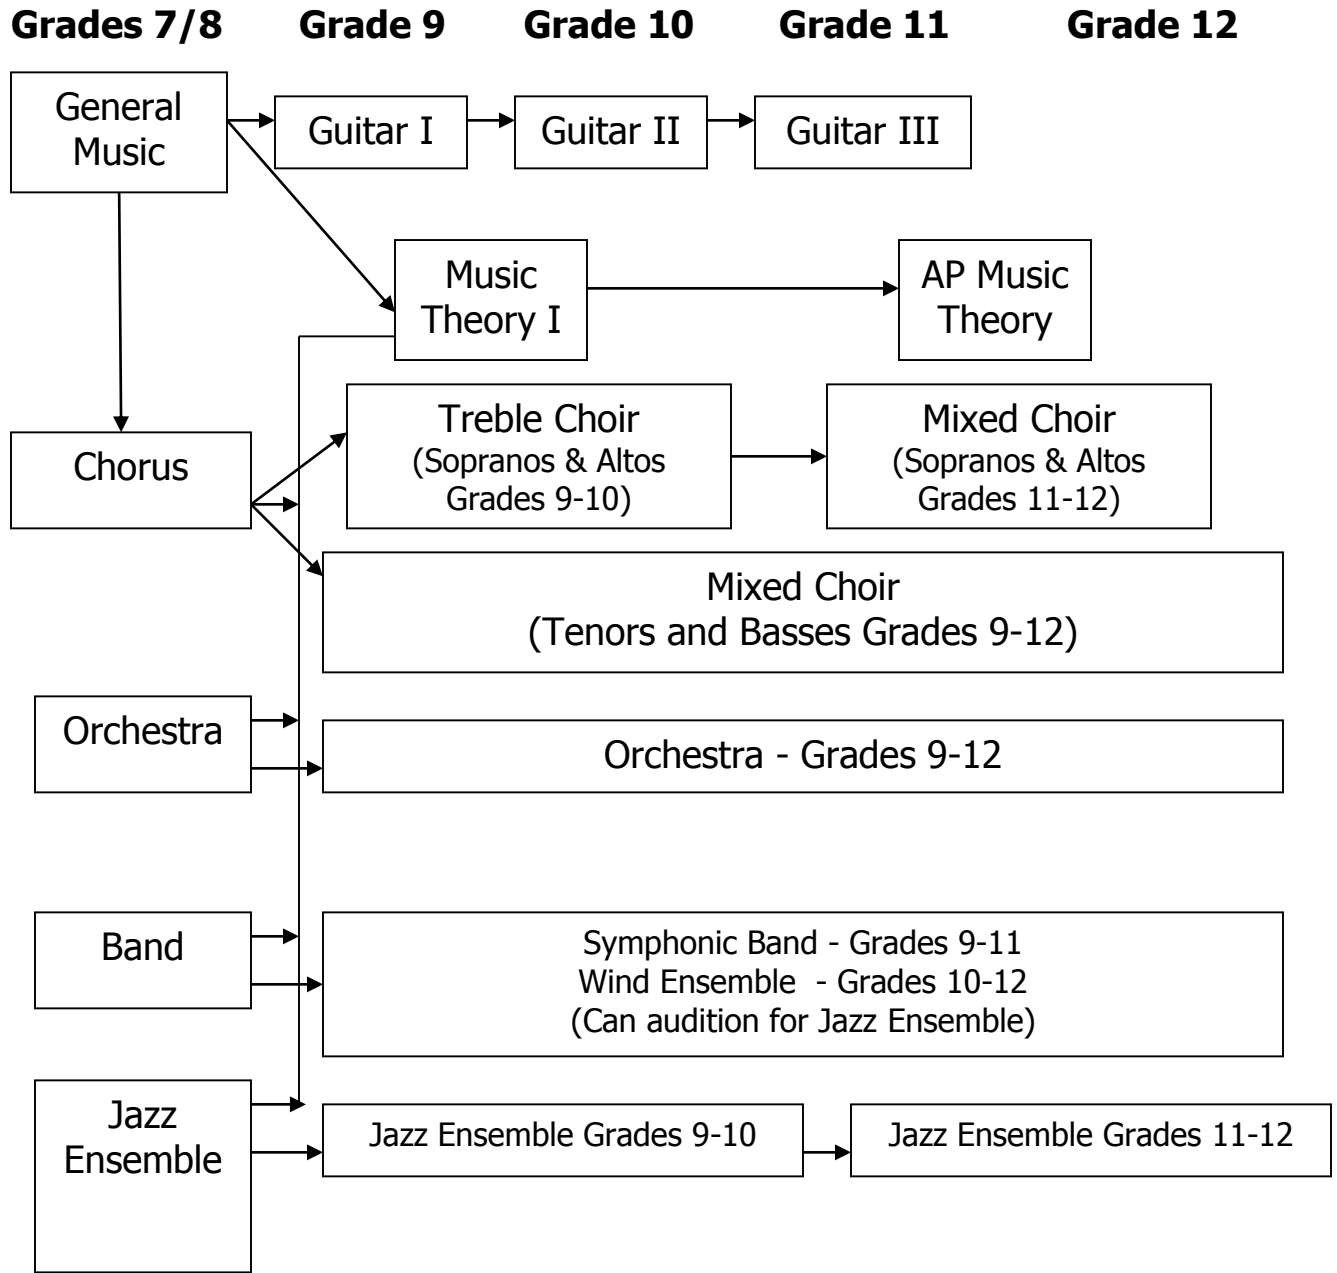 Grades 7/8 Grade 9 Grade 10 Grade 11 Grade 12
General
Music
Guitar I
Guitar II
Guitar III
Music
Theory I
AP Music
Theory
Chorus
Treble Choir
(Sopranos & Altos
Grades 9-10)
Mixed Choir
(Sopranos & Altos
Grades 11-12)
Mixed Choir
(Tenors and Basses Grades 9-12)
Orchestra
Orchestra - Grades 9-12
Band
Symphonic Band - Grades 9-11
Wind Ensemble - Grades 10-12
(Can audition for Jazz Ensemble)
Jazz
Ensemble
Jazz Ensemble Grades 9-10
Jazz Ensemble Grades 11-12